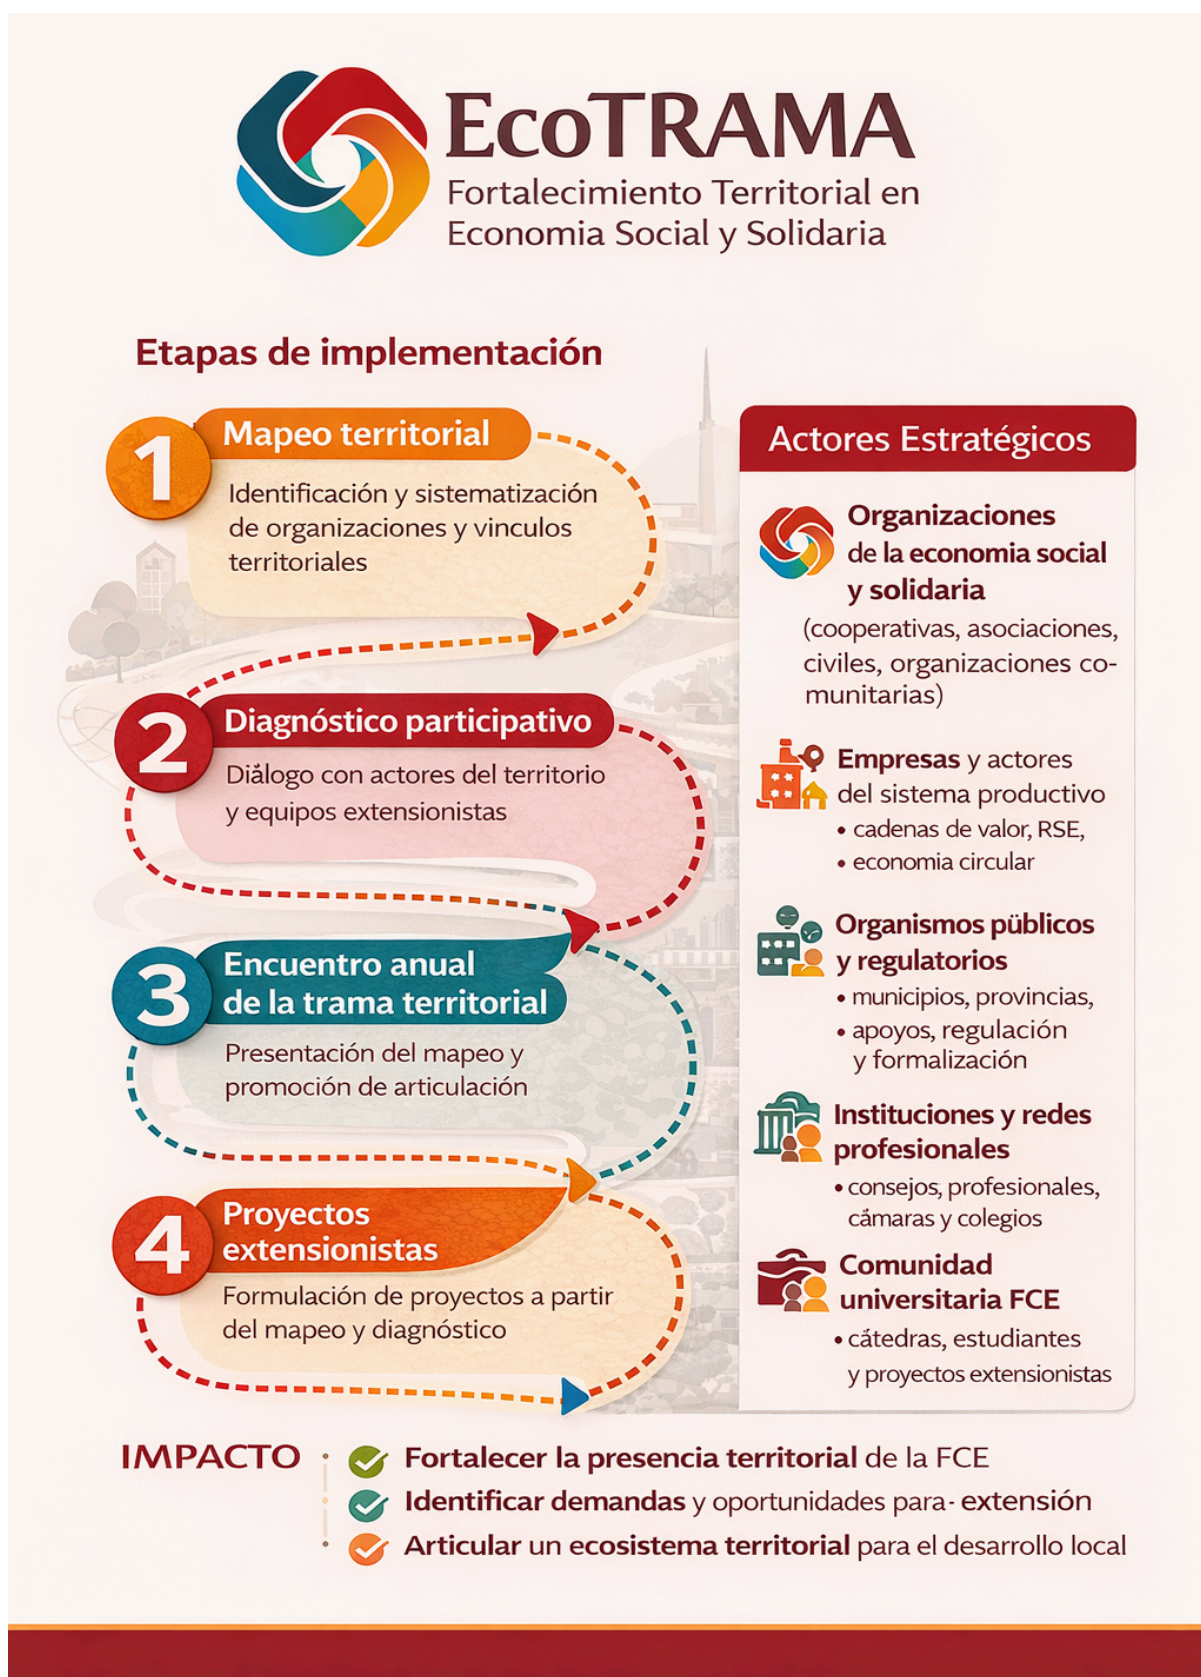 EcoTRAMA
Fortalecimiento Territorial en
Economia Social y Solidaria
Etapas de implementación
1
Mapeo territorial
Identificación y sistematización
de organizaciones y vinculos
territoriales
2
Diagnóstico participativo
Diálogo con actores del territorio
y equipos extensionistas
3
Encuentro anual
de la trama territorial
Presentación del mapeo y
promoción de articulación
4
Proyectos
extensionistas
Formulación de proyectos a partir
del mapeo y diagnóstico
Actores Estratégicos
Organizaciones
de la economia social
y solidaria
(cooperativas, asociaciones,
civiles, organizaciones co-
munitarias)
Empresas y actores
del sistema productivo
• cadenas de valor, RSE,
• economia circular
Organismos públicos
y regulatorios
• municipios, provincias,
• apoyos, regulación
y formalización
Instituciones y redes
profesionales
• consejos, profesionales,
cámaras y colegios
Comunidad
universitaria FCE
• cátedras, estudiantes
y proyectos extensionistas
IMPACTO
Fortalecer la presencia territorial de la FCE
Identificar demandas y oportunidades para- extensión
Articular un ecosistema territorial para el desarrollo local